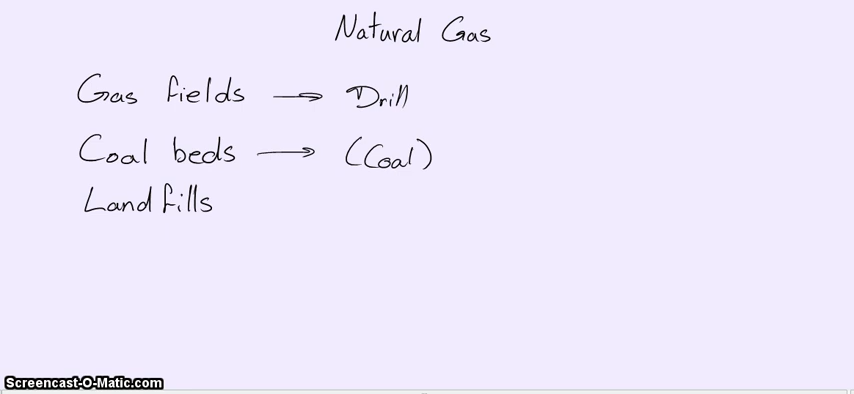 Natural Gas
Gas fields → Drill
Coal beds → (Coal)
Landfills
Screencast-O-Matic.com